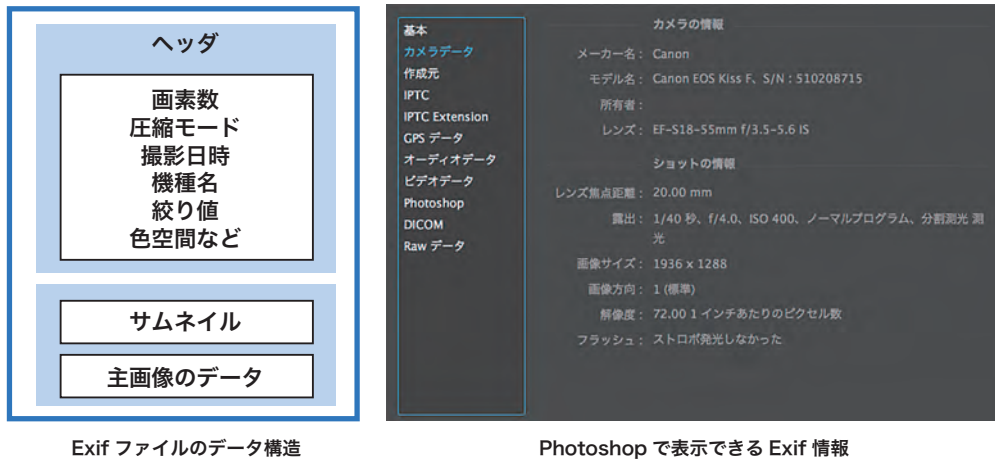 ヘッダ
画素数
圧縮モード
撮影日時
機種名
絞り値
色空間など
サムネイル
主画像のデータ
Exif ファイルのデータ構造
基本
カメラデータ
作成元
IPTC
IPTC Extension
GPS データ
オーディオデータ
ビデオデータ
Photoshop
DICOM
Raw データ
カメラの情報
メーカー名： Canon
モデル名： Canon EOS Kiss F、S/N：510208715
所有者：
レンズ： EF-S18-55mm f/3.5-5.6 IS
ショットの情報
レンズ焦点距離： 20.00 mm
露出： 1/40 秒、f/4.0、ISO 400、ノーマルプログラム、分割測光 測
光
画像サイズ： 1936 x 1288
画像方向： 1 (標準)
解像度： 72.00 1 インチあたりのピクセル数
フラッシュ： ストロボ発光しなかった
Photoshop で表示できる Exif 情報